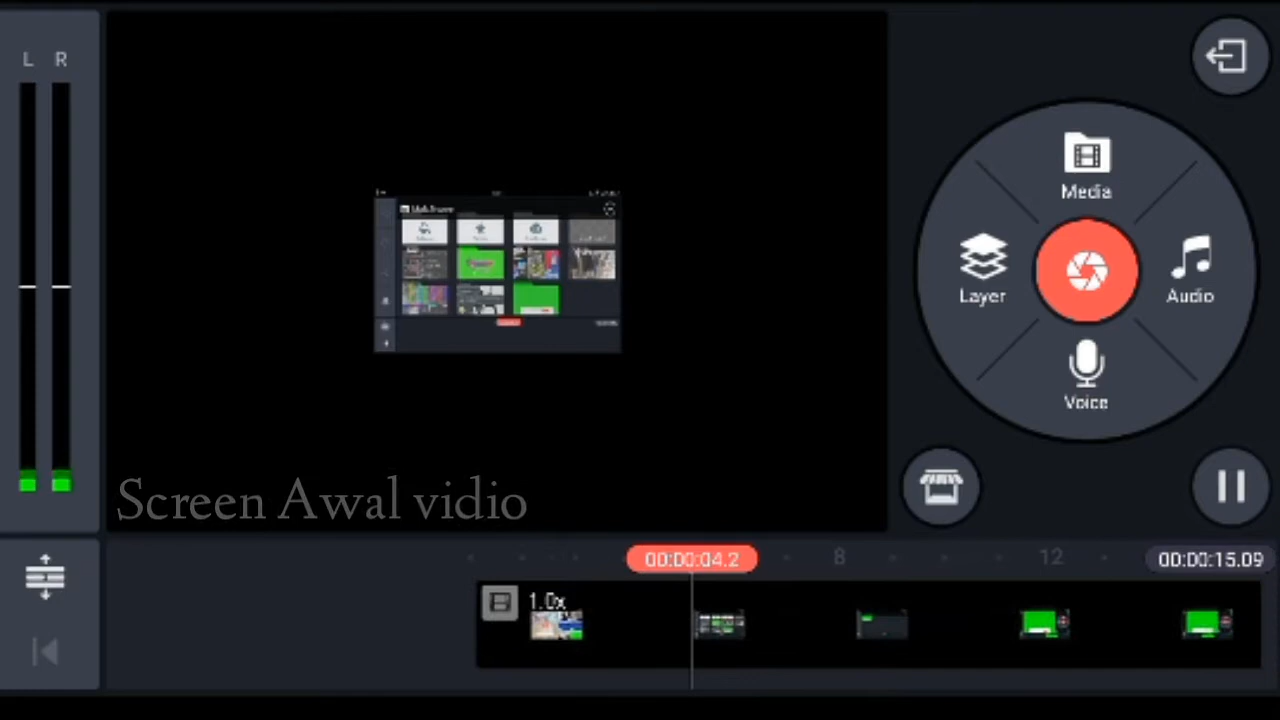 L R
Media
Layer
Audio
Voice
Screen Awal vidio
00:00:04.2
8
12
00:00:15.09
1.0x